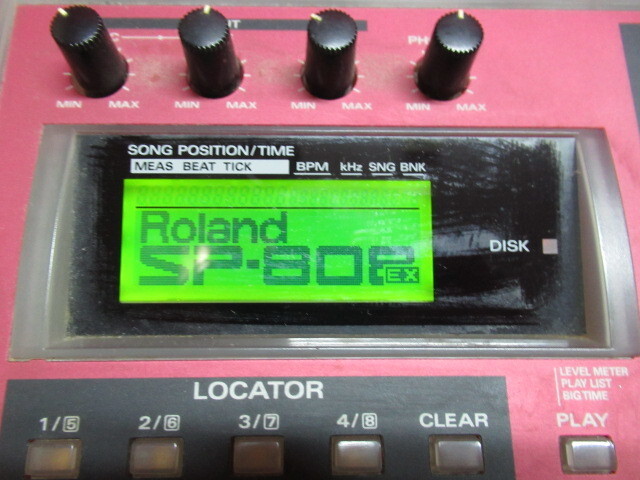 MIN MAX MIN MAX MIN MAX MIN MAX
SONG POSITION/TIME
MEAS BEAT TICK BPM kHz SNG BNK
Roland
SP-808
EX
DISK
LEVEL METER
PLAY LIST
BIG TIME
LOCATOR
1/5 2/6 3/7 4/8 CLEAR PLAY